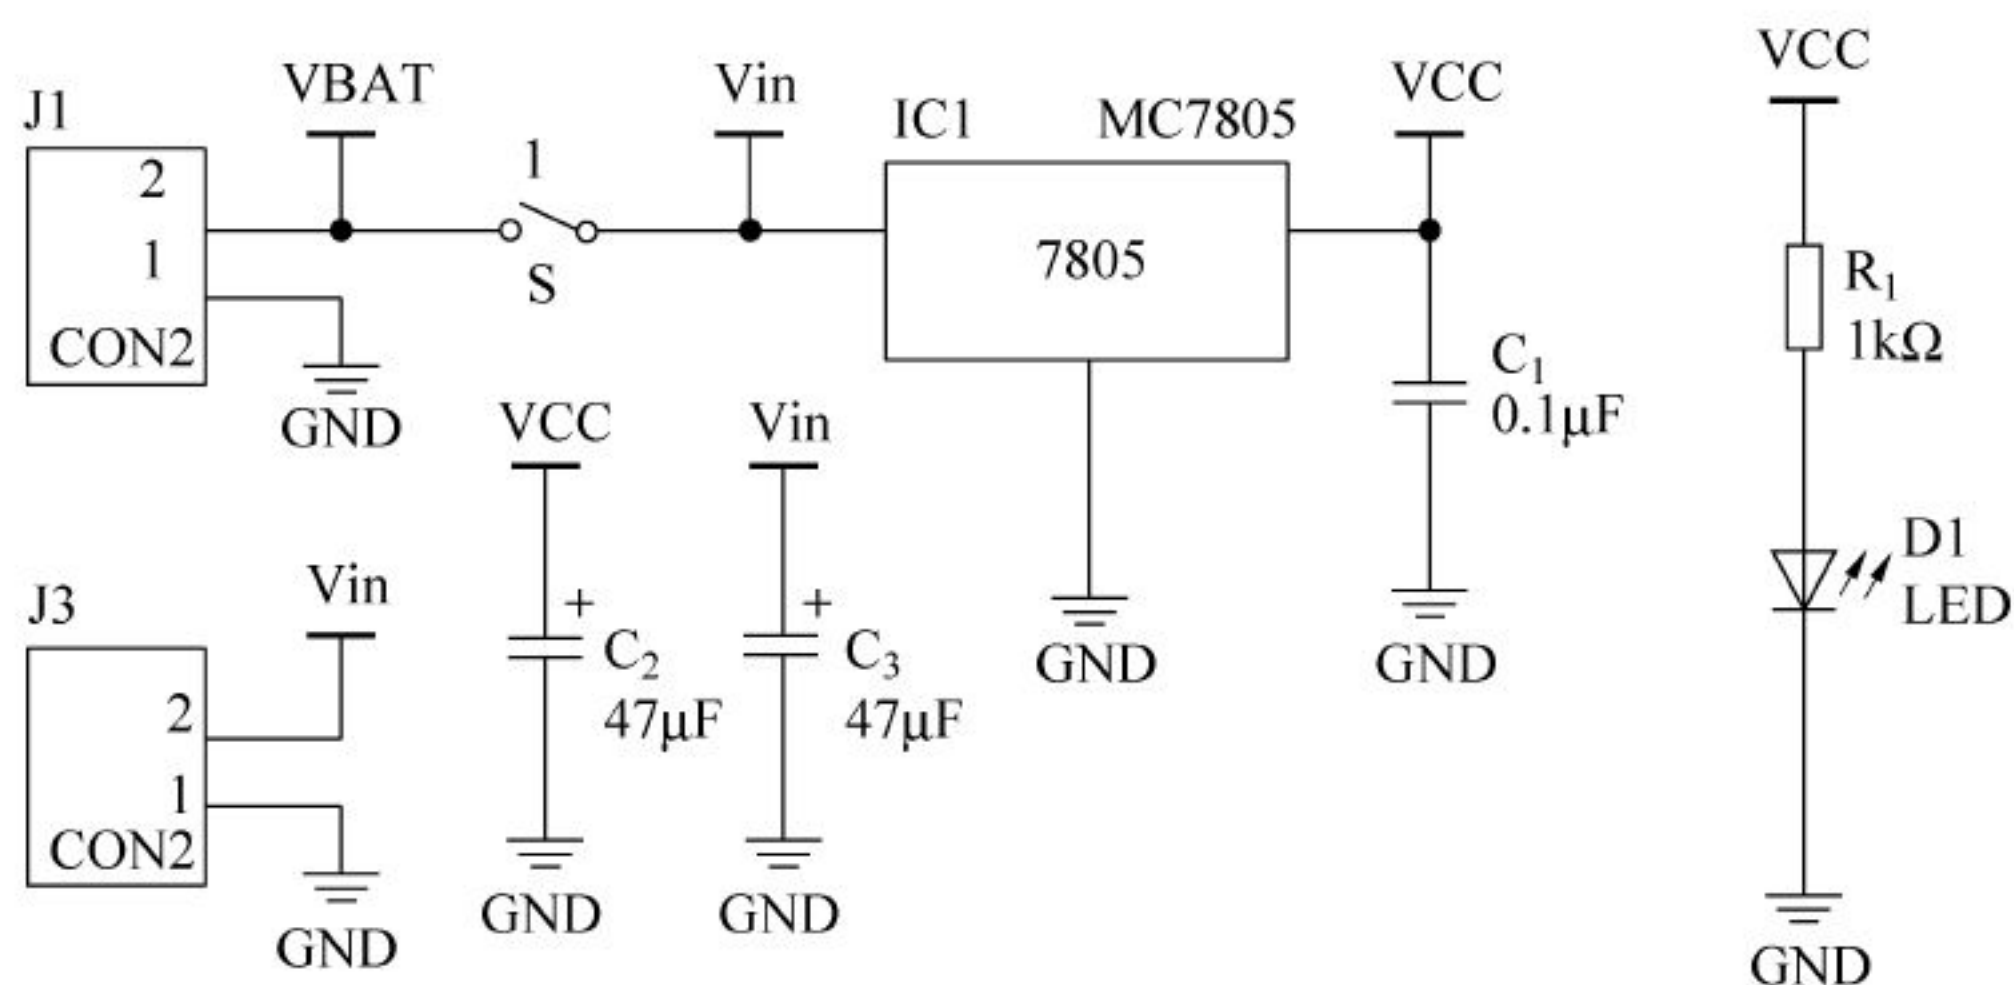 J1
2
1
CON2
VBAT
GND
1
S
Vin
IC1 MC7805
7805
GND
VCC
C1
0.1μF
GND
VCC
R1
1kΩ
D1
LED
GND
J3
2
1
CON2
Vin
GND
VCC
+
C2
47μF
GND
Vin
+
C3
47μF
GND